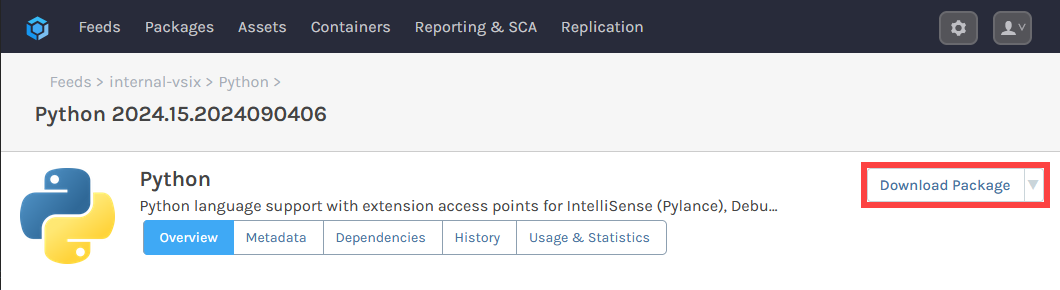 Feeds Packages Assets Containers Reporting & SCA Replication
Feeds > internal-vsix > Python >
Python 2024.15.2024090406
Python
Download Package
Python language support with extension access points for IntelliSense (Pylance), Debu...
Overview Metadata Dependencies History Usage & Statistics